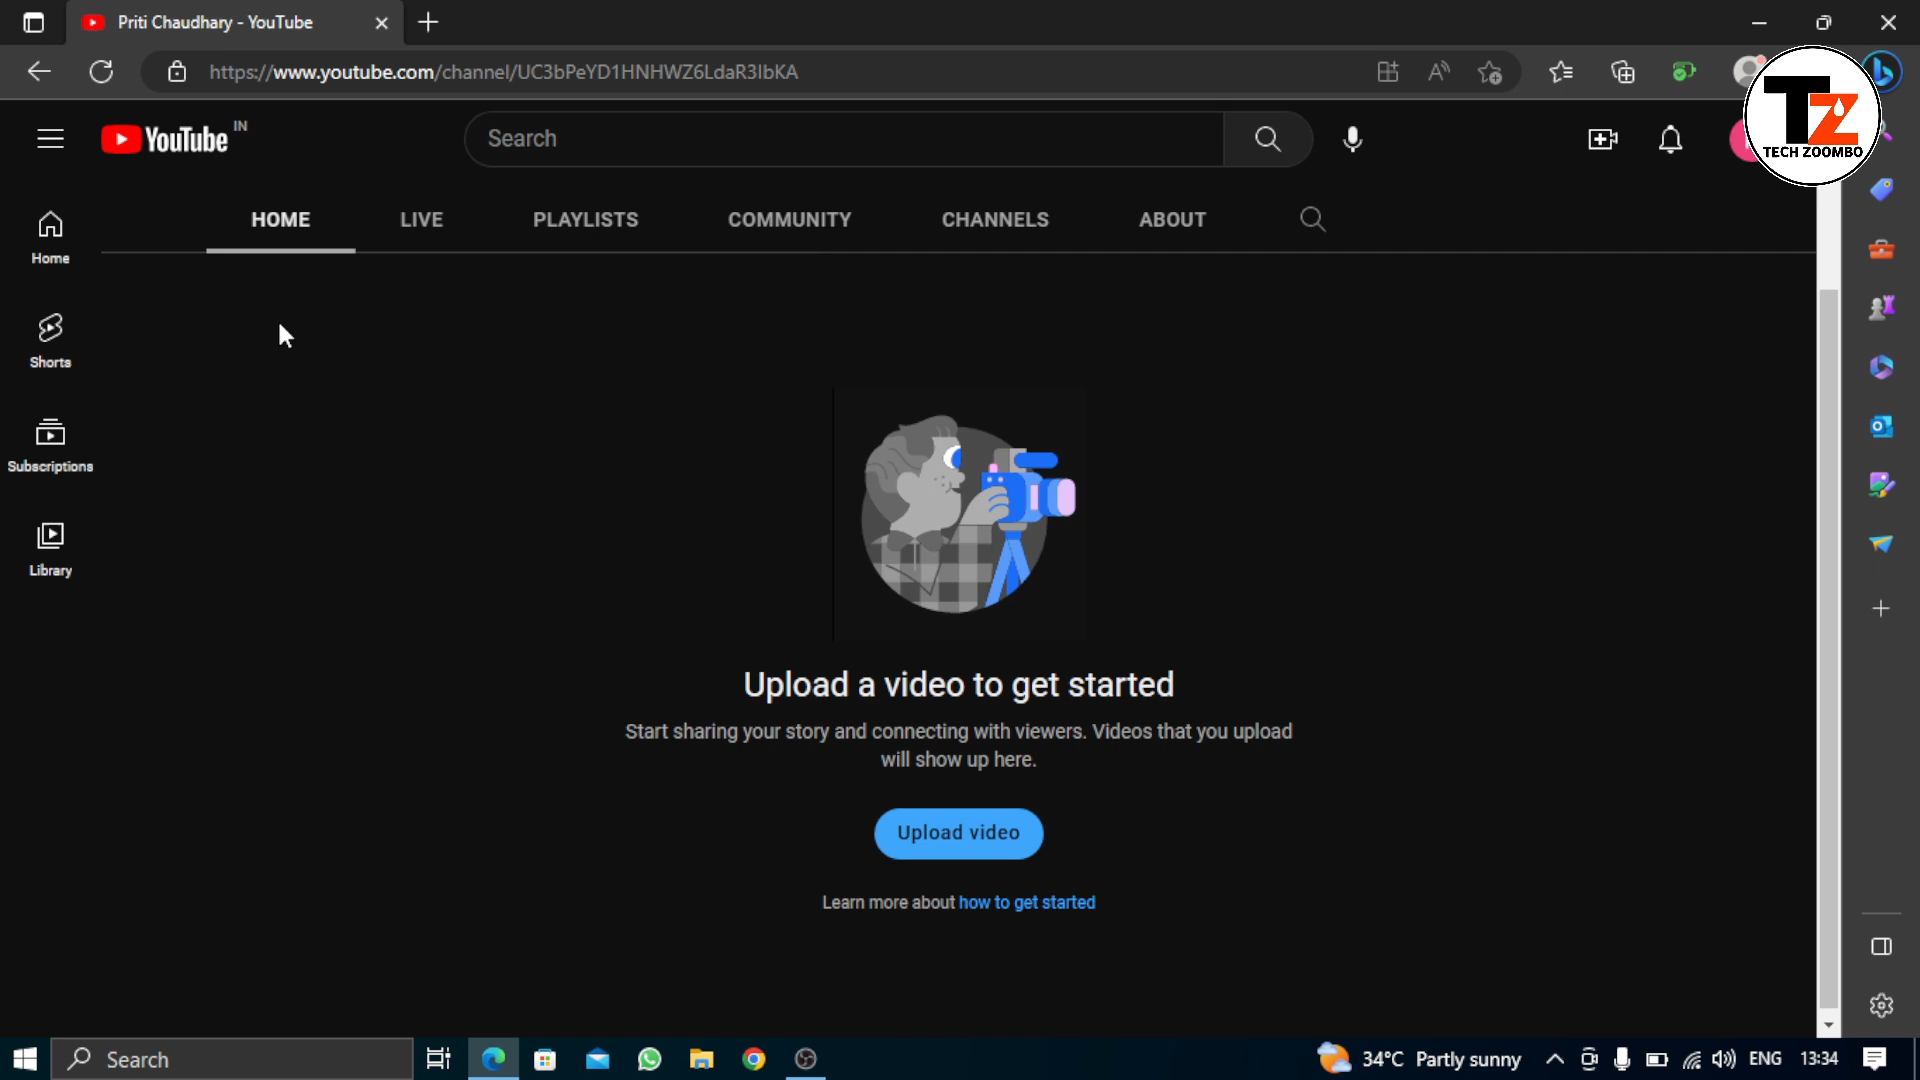 Priti Chaudhary - YouTube
https://www.youtube.com/channel/UC3bPeYD1HNHWZ6LdaR3IbKA
TZ
TECH ZOOMBO
YouTube IN
Search
HOME LIVE PLAYLISTS COMMUNITY CHANNELS ABOUT
Home
Shorts
Subscriptions
Library
Upload a video to get started
Start sharing your story and connecting with viewers. Videos that you upload
will show up here.
Upload video
Learn more about how to get started
Search
34°C Partly sunny ENG 13:34